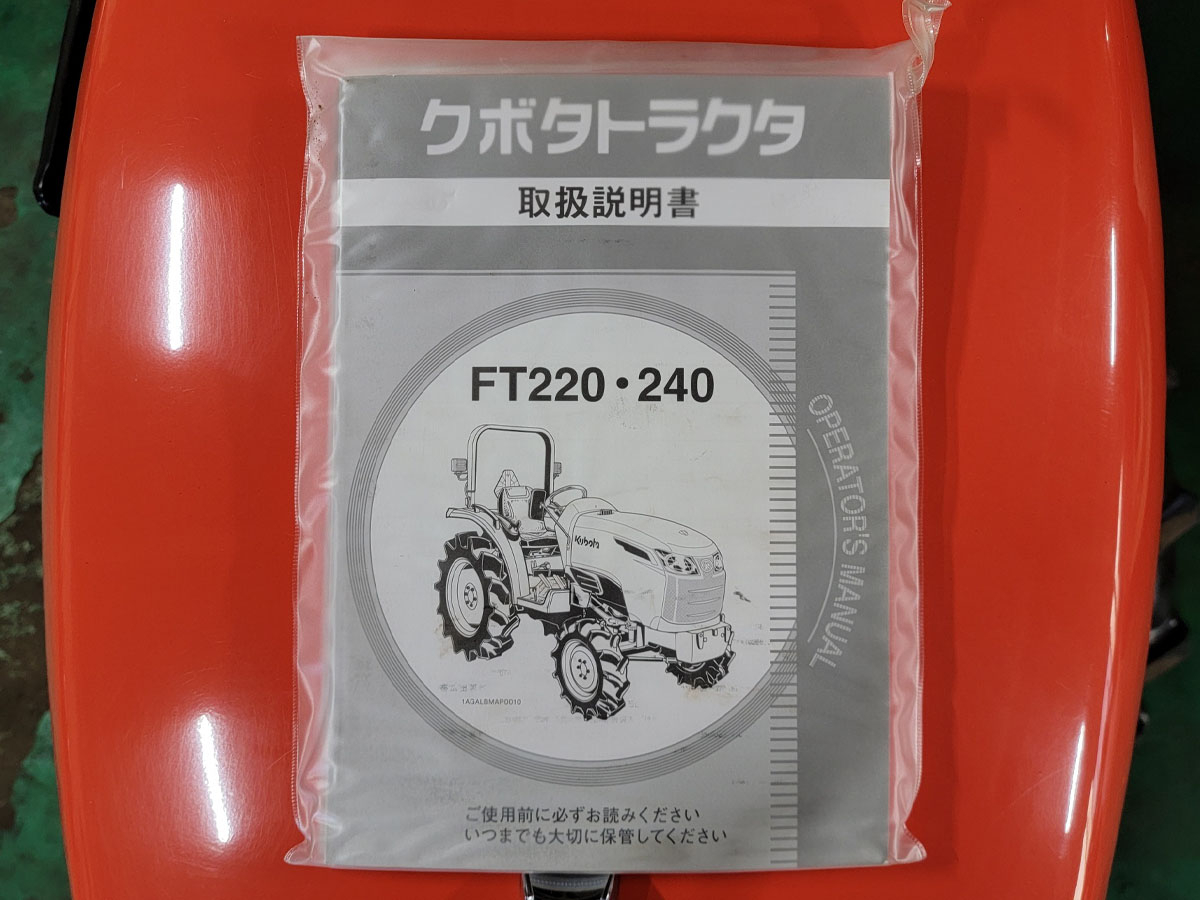 クボタトラクタ
取扱説明書
FT220・240
OPERATOR'S MANUAL
Kubota
1AGALBMAP0010
ご使用前に必ずお読みください
いつまでも大切に保管してください